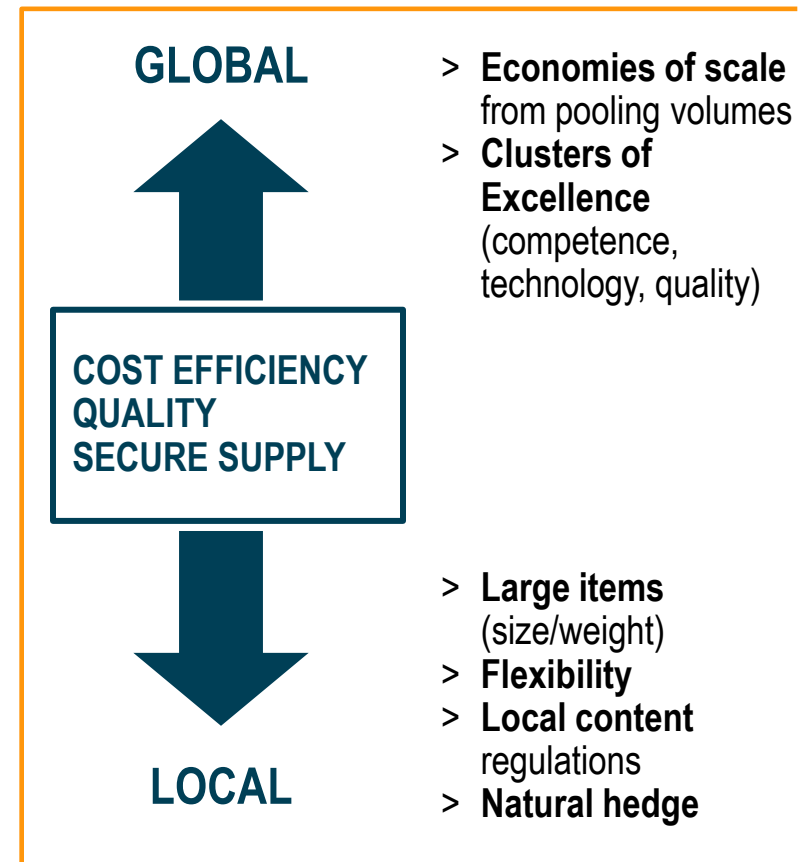 GLOBAL
> Economies of scale
from pooling volumes
> Clusters of
Excellence
(competence,
technology, quality)
COST EFFICIENCY
QUALITY
SECURE SUPPLY
> Large items
(size/weight)
> Flexibility
> Local content
regulations
> Natural hedge
LOCAL